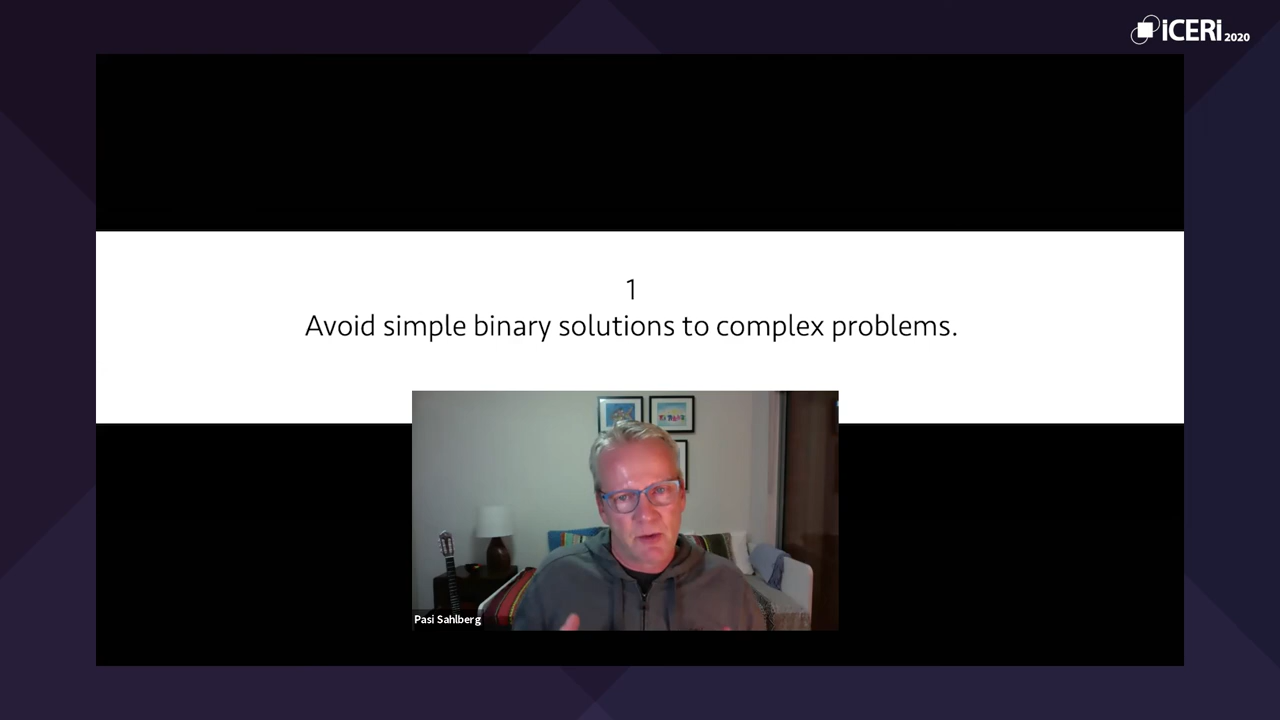 iCERi 2020
1
Avoid simple binary solutions to complex problems.
Pasi Sahlberg